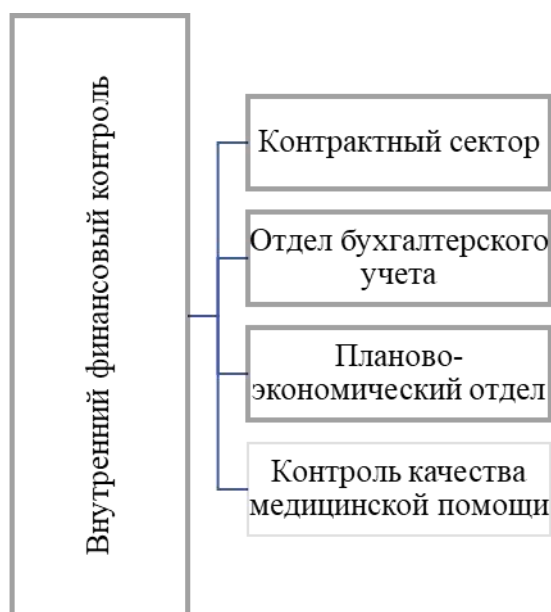 Внутренний финансовый контроль
Контрактный сектор
Отдел бухгалтерского
учета
Планово-
экономический отдел
Контроль качества
медицинской помощи